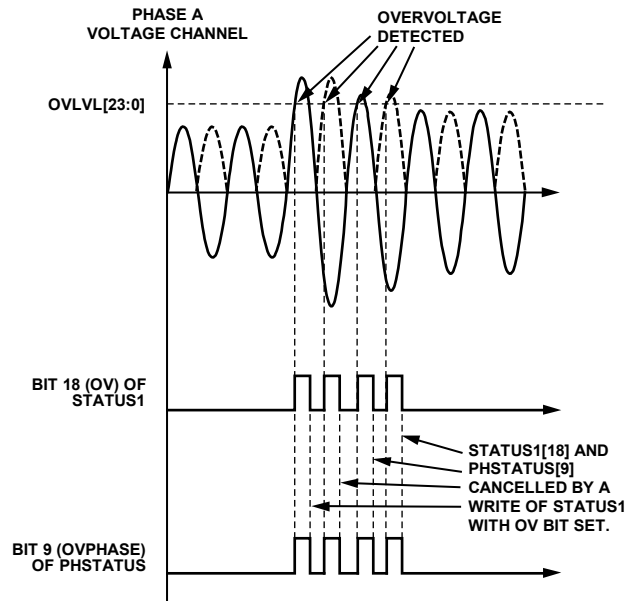 PHASE A
VOLTAGE CHANNEL
OVERVOLTAGE
DETECTED
OVLVL[23:0]
BIT 18 (OV) OF
STATUS1
STATUS1[18] AND
PHSTATUS[9]
CANCELLED BY A
WRITE OF STATUS1
WITH OV BIT SET.
BIT 9 (OVPHASE)
OF PHSTATUS